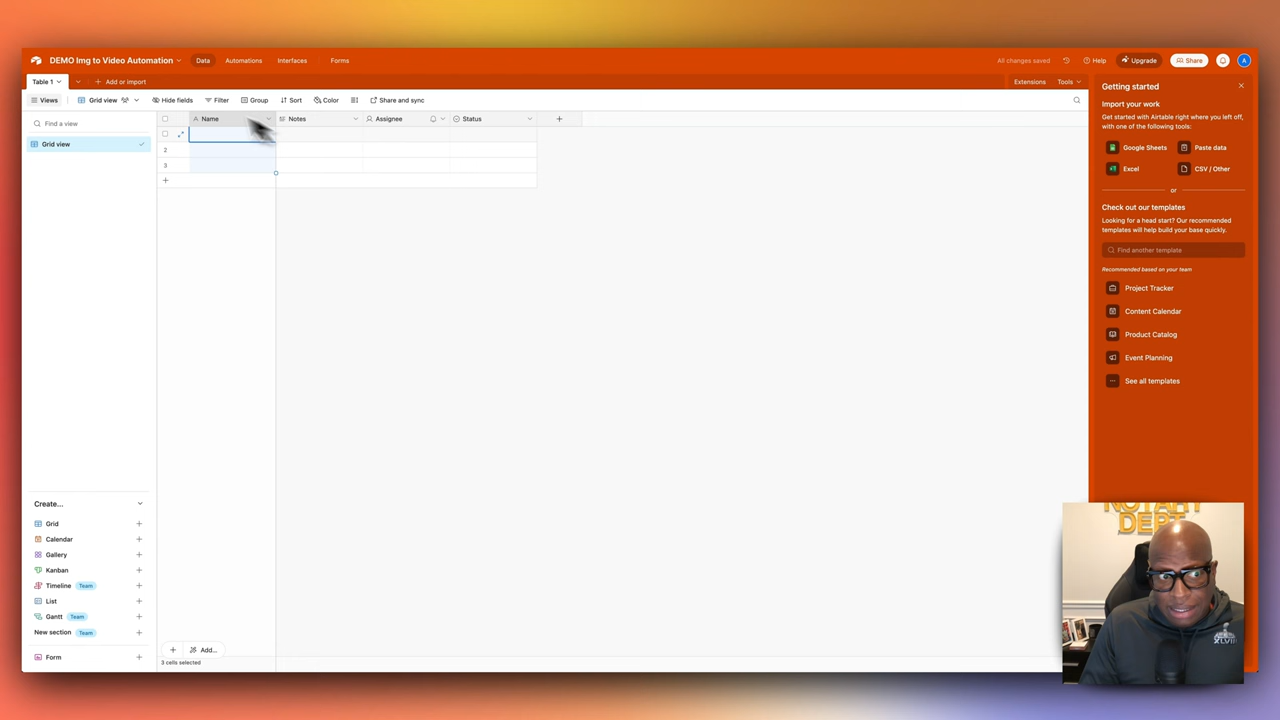 DEMO Img to Video Automation
Data
Automations
Interfaces
Forms
All changes saved
Help
Upgrade
Share
A
Table 1
Add or import
Extensions
Tools
Views
Grid view
Hide fields
Filter
Group
Sort
Color
Share and sync
Find a view
Grid view
Name
Notes
Assignee
Status
2
3
Getting started
Import your work
Get started with Airtable right where you left off,
with one of the following tools:
Google Sheets
Paste data
Excel
CSV / Other
or
Check out our templates
Looking for a head start? Our recommended
templates will help build your base quickly.
Find another template
Recommended based on your team
Project Tracker
Content Calendar
Product Catalog
Event Planning
See all templates
Create...
Grid
Calendar
Gallery
Kanban
Timeline Team
List
Gantt Team
New section Team
Form
Add...
3 cells selected
NOTARY
DEPT
XLVIII